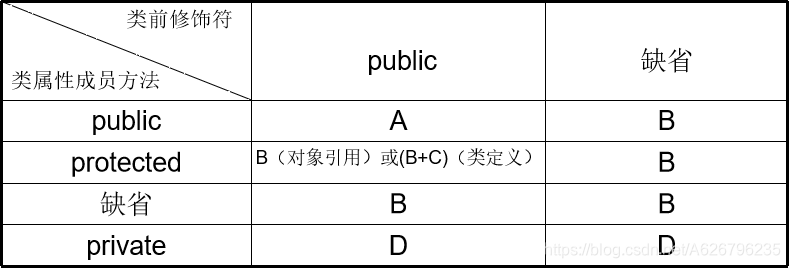 类前修饰符
类属性成员方法
public
缺省
public
A
B
protected
B（对象引用）或(B+C)（类定义）
B
缺省
B
B
private
D
D
https://blog.csdn.net/A626796235